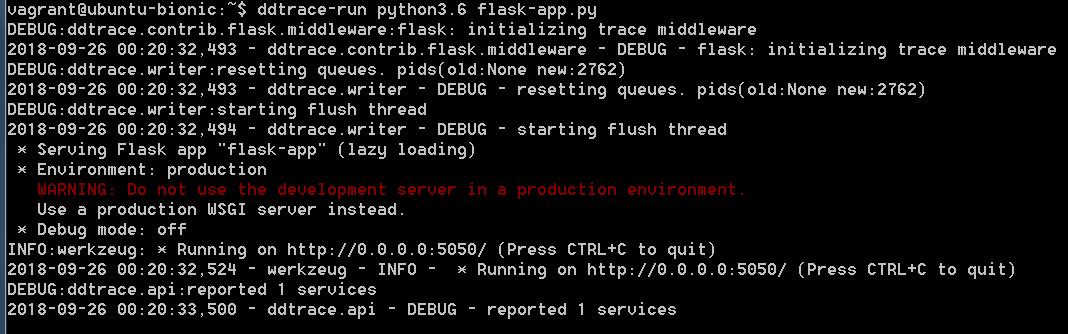 vagrant@ubuntu-bionic:~$ ddtrace-run python3.6 flask-app.py
DEBUG:ddtrace.contrib.flask.middleware:flask: initializing trace middleware
2018-09-26 00:20:32,493 - ddtrace.contrib.flask.middleware - DEBUG - flask: initializing trace middleware
DEBUG:ddtrace.writer:resetting queues. pids(old:None new:2762)
2018-09-26 00:20:32,493 - ddtrace.writer - DEBUG - resetting queues. pids(old:None new:2762)
DEBUG:ddtrace.writer:starting flush thread
2018-09-26 00:20:32,494 - ddtrace.writer - DEBUG - starting flush thread
 * Serving Flask app "flask-app" (lazy loading)
 * Environment: production
   WARNING: Do not use the development server in a production environment.
   Use a production WSGI server instead.
 * Debug mode: off
INFO:werkzeug: * Running on http://0.0.0.0:5050/ (Press CTRL+C to quit)
2018-09-26 00:20:32,524 - werkzeug - INFO -  * Running on http://0.0.0.0:5050/ (Press CTRL+C to quit)
DEBUG:ddtrace.api:reported 1 services
2018-09-26 00:20:33,500 - ddtrace.api - DEBUG - reported 1 services